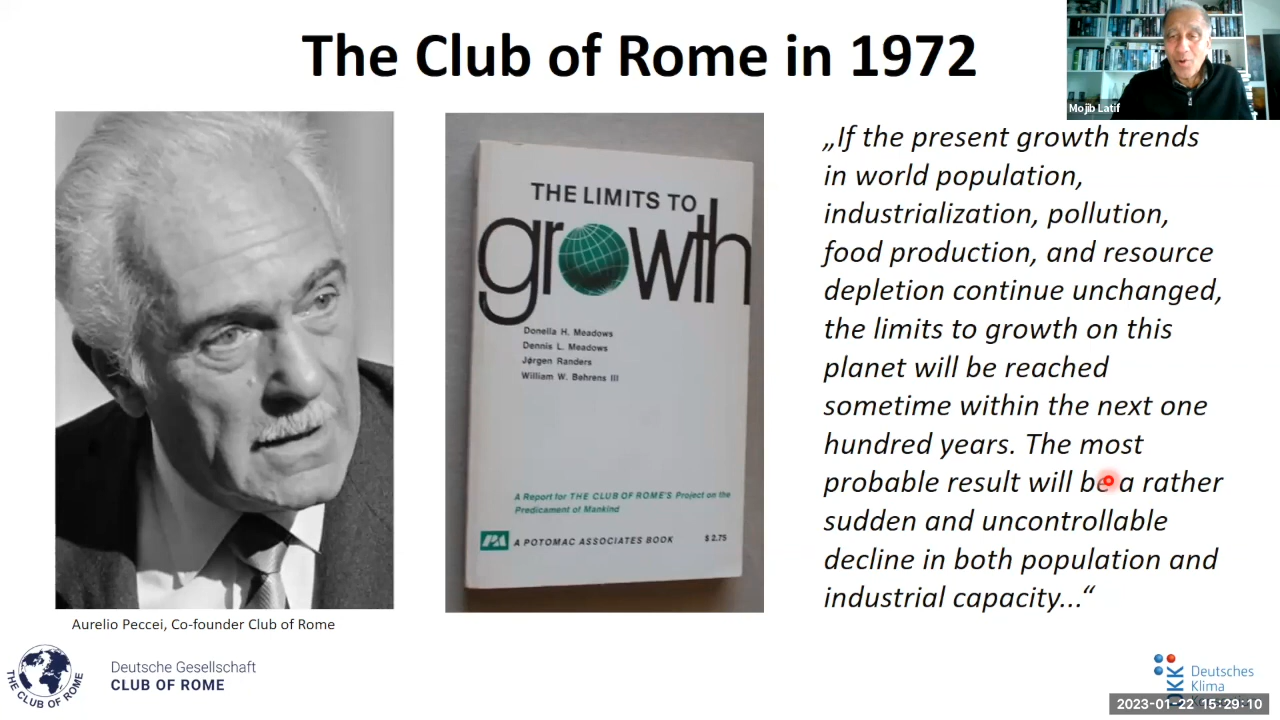 The Club of Rome in 1972
Mojib Latif
THE LIMITS TO
growth
Donella H. Meadows
Dennis L. Meadows
Jørgen Randers
William W. Behrens III
A Report for THE CLUB OF ROME'S Project on the
Predicament of Mankind
PA A POTOMAC ASSOCIATES BOOK $2.75
„If the present growth trends
in world population,
industrialization, pollution,
food production, and resource
depletion continue unchanged,
the limits to growth on this
planet will be reached
sometime within the next one
hundred years. The most
probable result will be a rather
sudden and uncontrollable
decline in both population and
industrial capacity...“
Aurelio Peccei, Co-founder Club of Rome
THE CLUB OF ROME
Deutsche Gesellschaft
CLUB OF ROME
DKK
Deutsches
Klima
2023-01-22 15:29:10